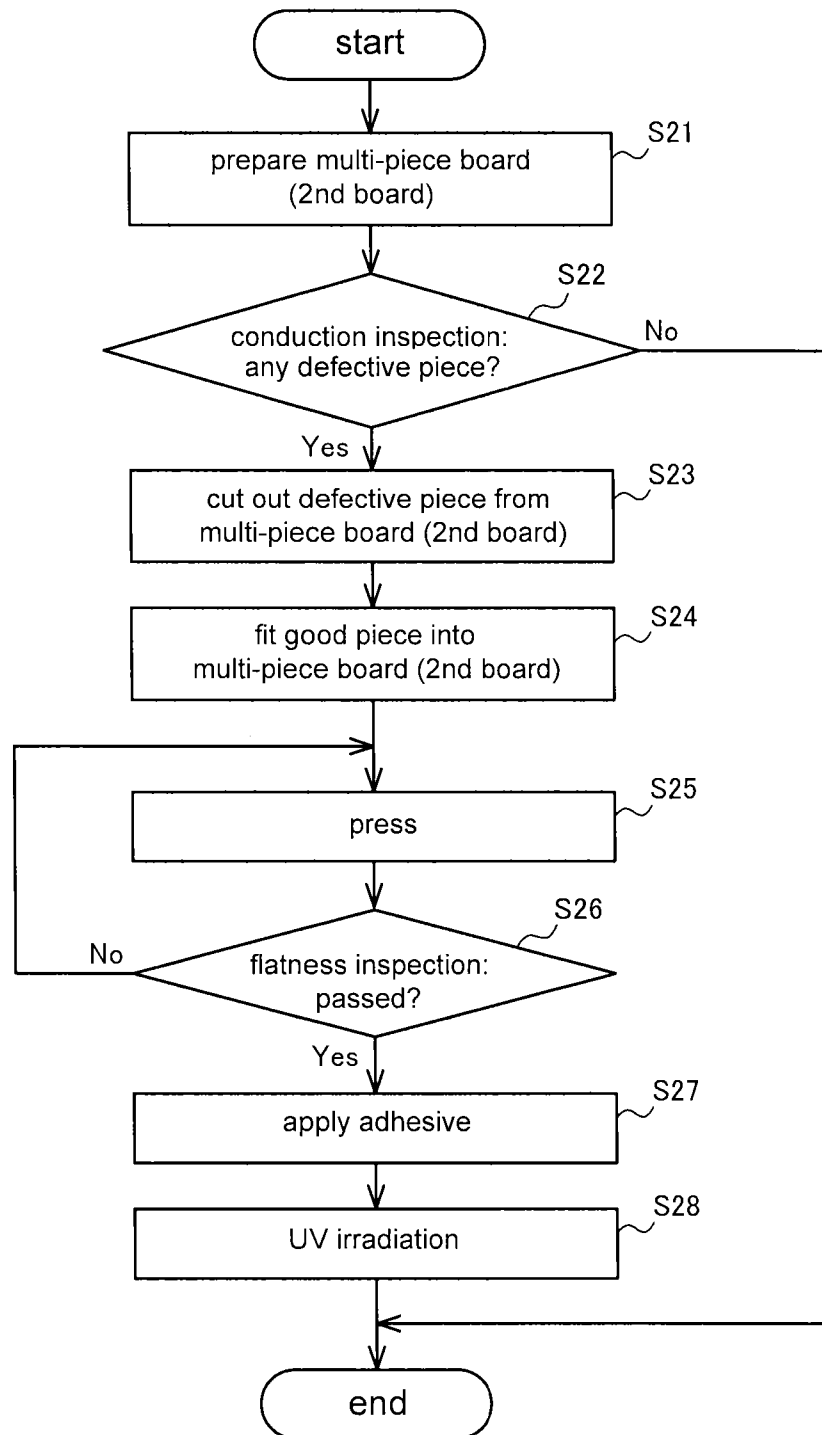 start
S21
prepare multi-piece board
(2nd board)
S22
conduction inspection:
any defective piece?
No
Yes
S23
cut out defective piece from
multi-piece board (2nd board)
S24
fit good piece into
multi-piece board (2nd board)
S25
press
S26
flatness inspection:
passed?
No
Yes
S27
apply adhesive
S28
UV irradiation
end